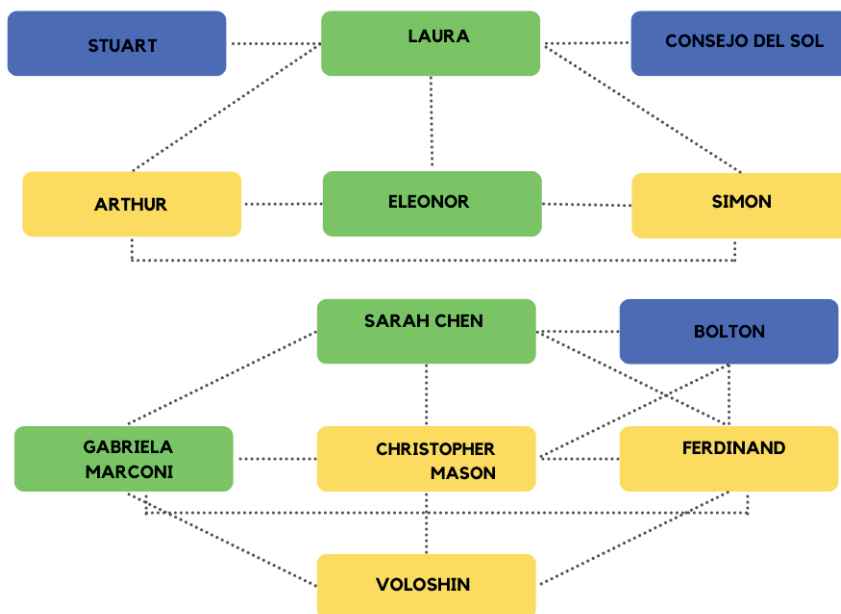 STUART
LAURA
CONSEJO DEL SOL
ARTHUR
ELEONOR
SIMON
SARAH CHEN
BOLTON
GABRIELA
MARCONI
CHRISTOPHER
MASON
FERDINAND
VOLOSHIN